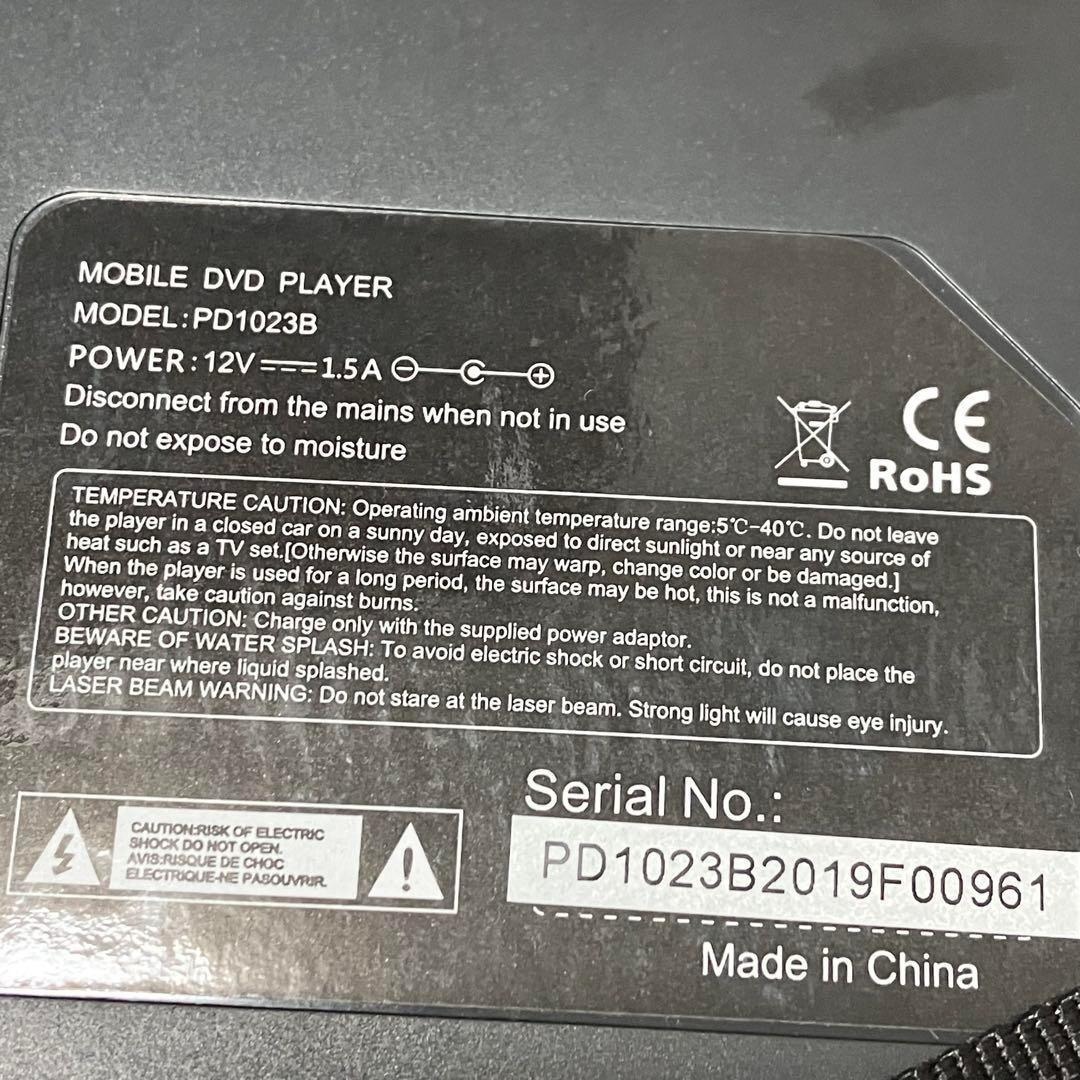 MOBILE DVD PLAYER
MODEL:PD1023B
POWER: 12V 1.5A
Disconnect from the mains when not in use
Do not expose to moisture
CE
RoHS
TEMPERATURE CAUTION: Operating ambient temperature range:5℃-40℃. Do not leave
the player in a closed car on a sunny day, exposed to direct sunlight or near any source of
heat such as a TV set.[Otherwise the surface may warp, change color or be damaged.]
When the player is used for a long period, the surface may be hot, this is not a malfunction,
however, take caution against burns.
OTHER CAUTION: Charge only with the supplied power adaptor.
BEWARE OF WATER SPLASH: To avoid electric shock or short circuit, do not place the
player near where liquid splashed.
LASER BEAM WARNING: Do not stare at the laser beam. Strong light will cause eye injury.
CAUTION:RISK OF ELECTRIC
SHOCK DO NOT OPEN.
AVIS:RISQUE DE CHOC
ELECTRIQUE-NE PASOUVRIR.
Serial No.:
PD1023B2019F00961
Made in China